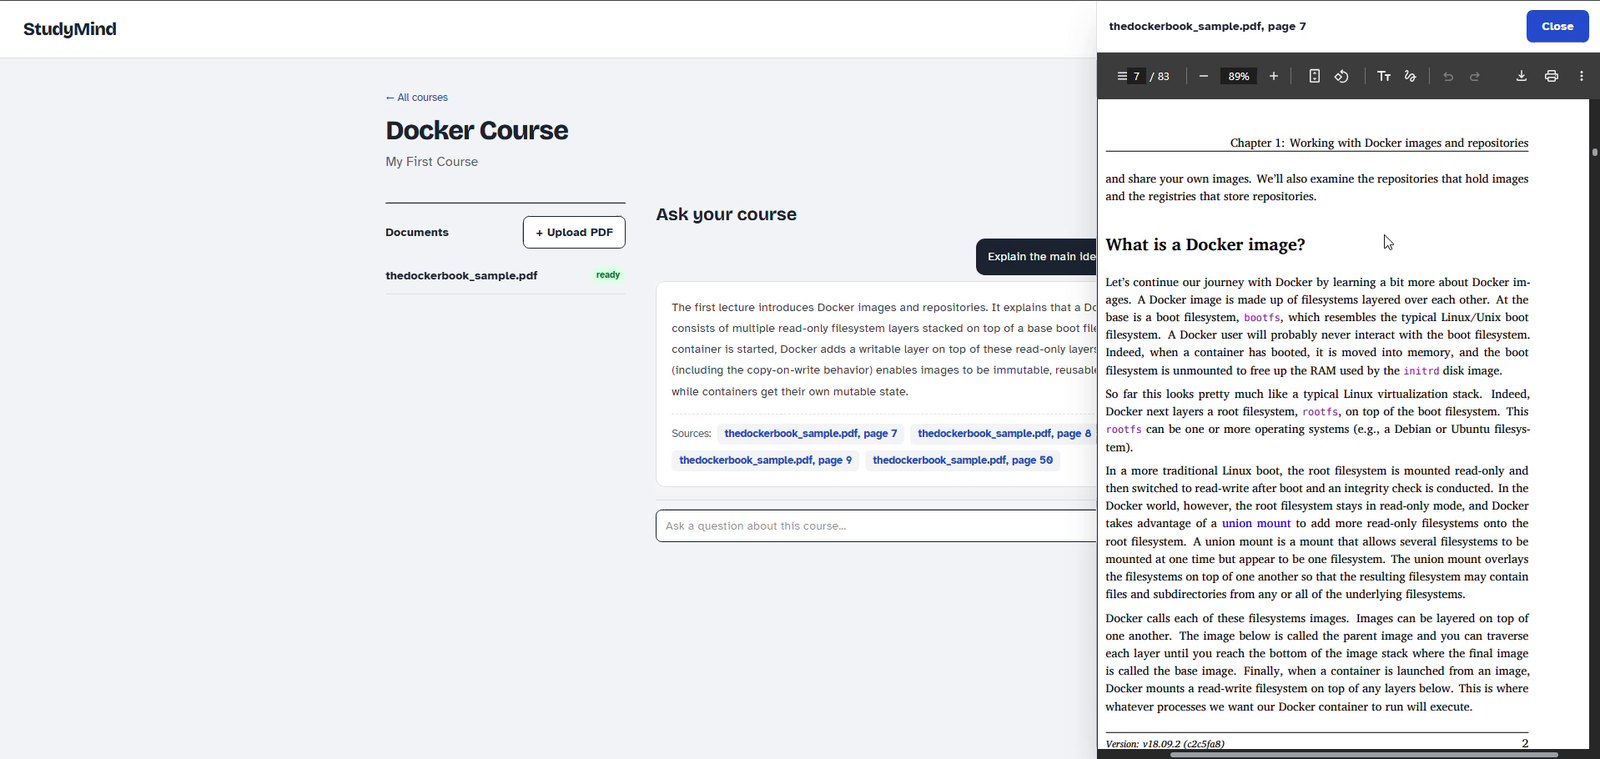 StudyMind
← All courses
Docker Course
My First Course
Documents
+ Upload PDF
thedockerbook_sample.pdf
ready
Ask your course
Explain the main ide
The first lecture introduces Docker images and repositories. It explains that a Do
consists of multiple read-only filesystem layers stacked on top of a base boot file
container is started, Docker adds a writable layer on top of these read-only layers
(including the copy-on-write behavior) enables images to be immutable, reusable
while containers get their own mutable state.
Sources: thedockerbook_sample.pdf, page 7 thedockerbook_sample.pdf, page 8
thedockerbook_sample.pdf, page 9 thedockerbook_sample.pdf, page 50
Ask a question about this course...
thedockerbook_sample.pdf, page 7
Close
7 / 83
89%
Chapter 1: Working with Docker images and repositories
and share your own images. We'll also examine the repositories that hold images
and the registries that store repositories.
What is a Docker image?
Let's continue our journey with Docker by learning a bit more about Docker im-
ages. A Docker image is made up of filesystems layered over each other. At the
base is a boot filesystem, bootfs, which resembles the typical Linux/Unix boot
filesystem. A Docker user will probably never interact with the boot filesystem.
Indeed, when a container has booted, it is moved into memory, and the boot
filesystem is unmounted to free up the RAM used by the initrd disk image.
So far this looks pretty much like a typical Linux virtualization stack. Indeed,
Docker next layers a root filesystem, rootfs, on top of the boot filesystem. This
rootfs can be one or more operating systems (e.g., a Debian or Ubuntu filesys-
tem).
In a more traditional Linux boot, the root filesystem is mounted read-only and
then switched to read-write after boot and an integrity check is conducted. In the
Docker world, however, the root filesystem stays in read-only mode, and Docker
takes advantage of a union mount to add more read-only filesystems onto the
root filesystem. A union mount is a mount that allows several filesystems to be
mounted at one time but appear to be one filesystem. The union mount overlays
the filesystems on top of one another so that the resulting filesystem may contain
files and subdirectories from any or all of the underlying filesystems.
Docker calls each of these filesystems images. Images can be layered on top of
one another. The image below is called the parent image and you can traverse
each layer until you reach the bottom of the image stack where the final image
is called the base image. Finally, when a container is launched from an image,
Docker mounts a read-write filesystem on top of any layers below. This is where
whatever processes we want our Docker container to run will execute.
Version: v18.09.2 (c2c5fa8)
2